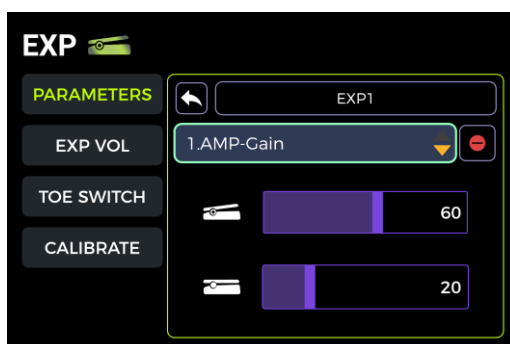 EXP
PARAMETERS
EXP VOL
TOE SWITCH
CALIBRATE
EXP1
1.AMP-Gain
60
20